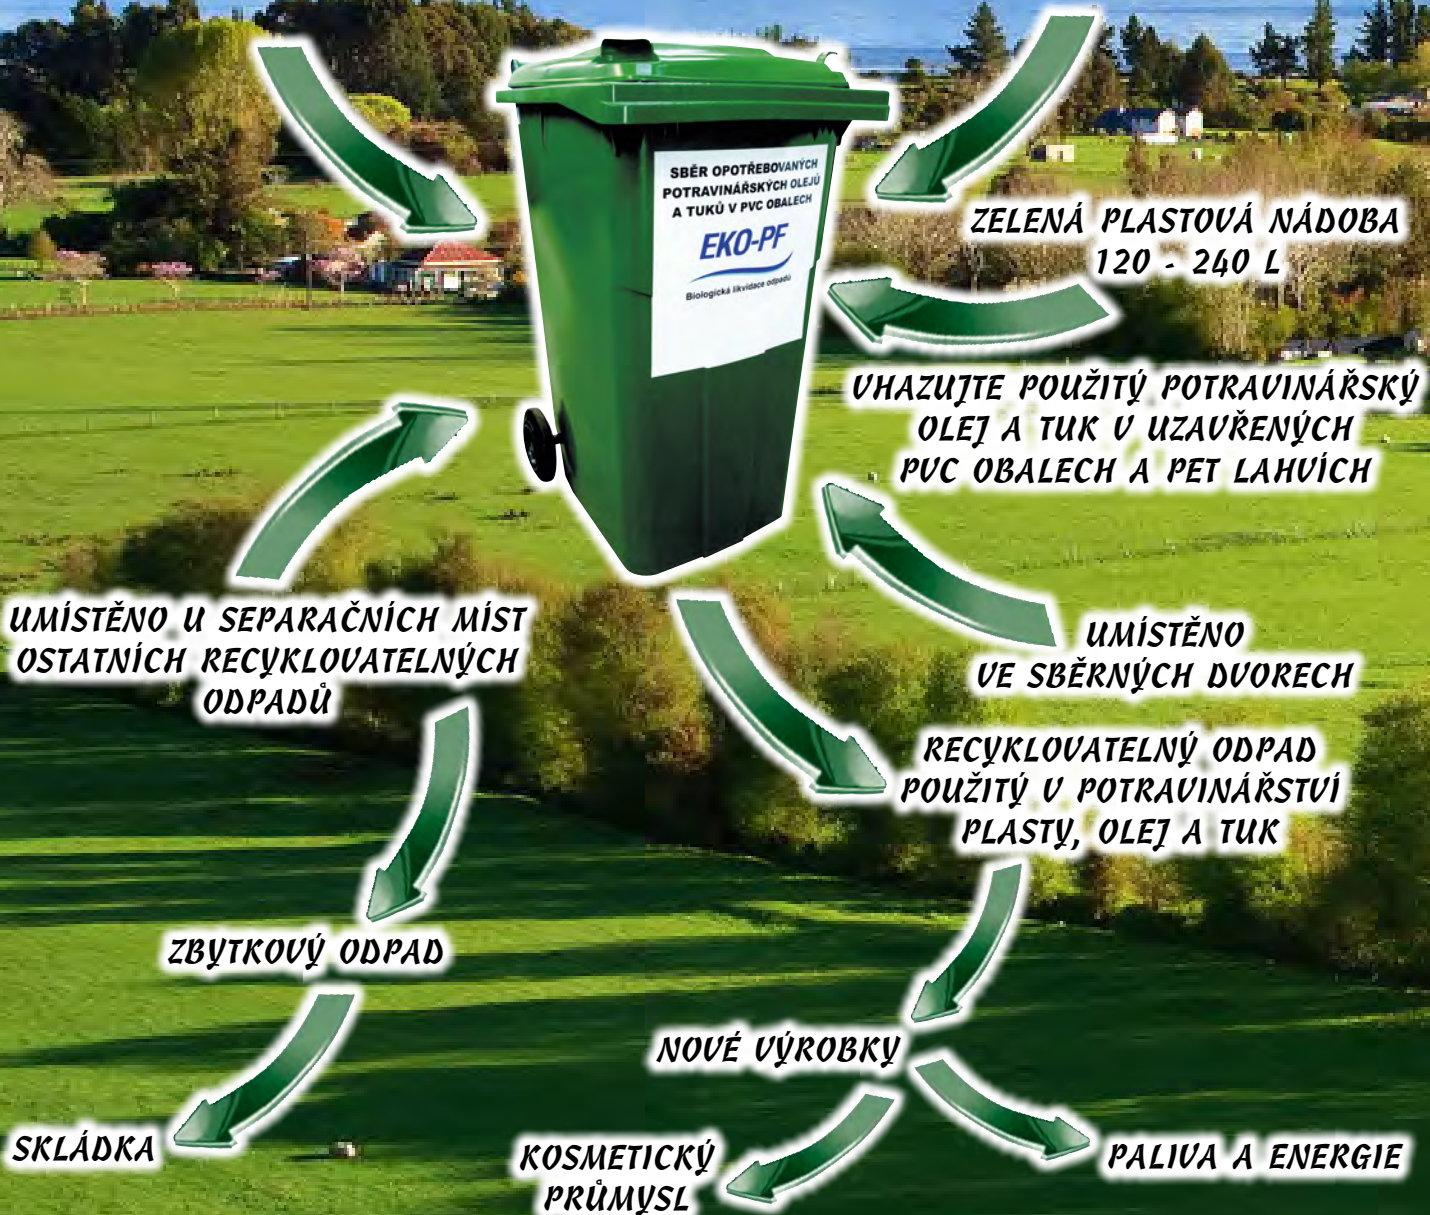 SBĚR OPOTŘEBOVANÝCH
POTRAVINÁŘSKÝCH OLEJŮ
A TUKŮ V PVC OBALECH
EKO-PF
Biologická likvidace odpadů
ZELENÁ PLASTOVÁ NÁDOBA
120 - 240 L
VHAZUJTE POUŽITÝ POTRAVINÁŘSKÝ
OLEJ A TUK V UZAVŘENÝCH
PVC OBALECH A PET LAHVÍCH
UMÍSTĚNO U SEPARAČNÍCH MÍST
OSTATNÍCH RECYKLOVATELNÝCH
ODPADŮ
UMÍSTĚNO
VE SBĚRNÝCH DVORECH
RECYKLOVATELNÝ ODPAD
POUŽITÝ V POTRAVINÁŘSTVÍ
PLASTY, OLEJ A TUK
ZBYTKOVÝ ODPAD
NOVÉ VÝROBKY
SKLÁDKA
KOSMETICKÝ
PRŮMYSL
PALIVA A ENERGIE